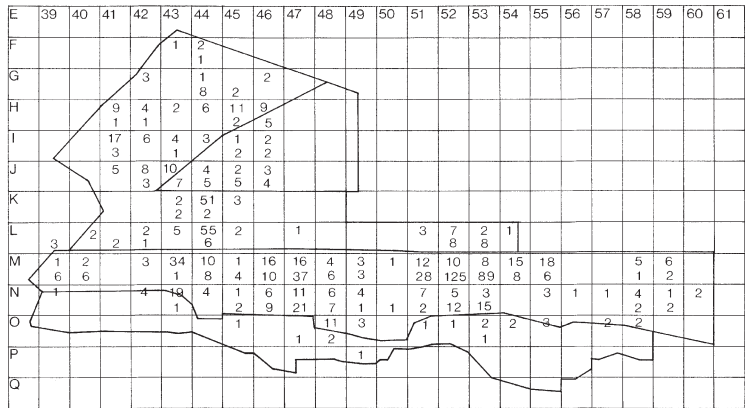 E 39 40 41 42 43 44 45 46 47 48 49 50 51 52 53 54 55 56 57 58 59 60 61
F 1 2
1
G 3 1 2
8 2
H 9 4 2 6 11 9
1 1 2 5
I 17 6 4 3 1 2
3 1 2 2
J 5 8 10 4 2 3
3 7 5 5 4
K 2 51 3
2 2
L 2 2 5 55 2 1 3 7 2 1
3 2 1 6 8 8
M 1 2 3 34 10 1 16 16 4 3 1 12 10 8 15 18 5 6
6 6 1 8 4 10 37 6 3 28 125 89 8 6 1 2
N 1 4 19 4 1 6 11 6 4 7 5 3 3 1 1 4 1 2
1 2 9 21 7 1 1 2 12 15 2 2
O 1 11 3 1 1 2 2 3 2 2
1 2 1
P 1
Q